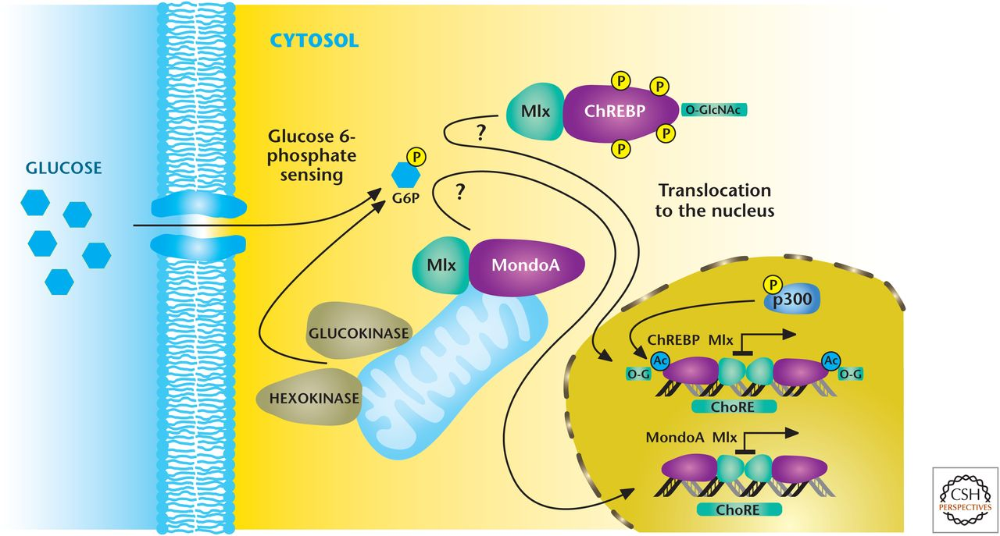 CYTOSOL
Mlx
ChREBP
P
P
P
P
O-GlcNAc
?
Glucose 6-
phosphate
sensing
P
G6P
GLUCOSE
?
Translocation
to the nucleus
Mlx
MondoA
GLUCOKINASE
HEXOKINASE
P
p300
ChREBP Mlx
Ac
Ac
O-G
O-G
ChoRE
MondoA Mlx
ChoRE
CSH
PERSPECTIVES